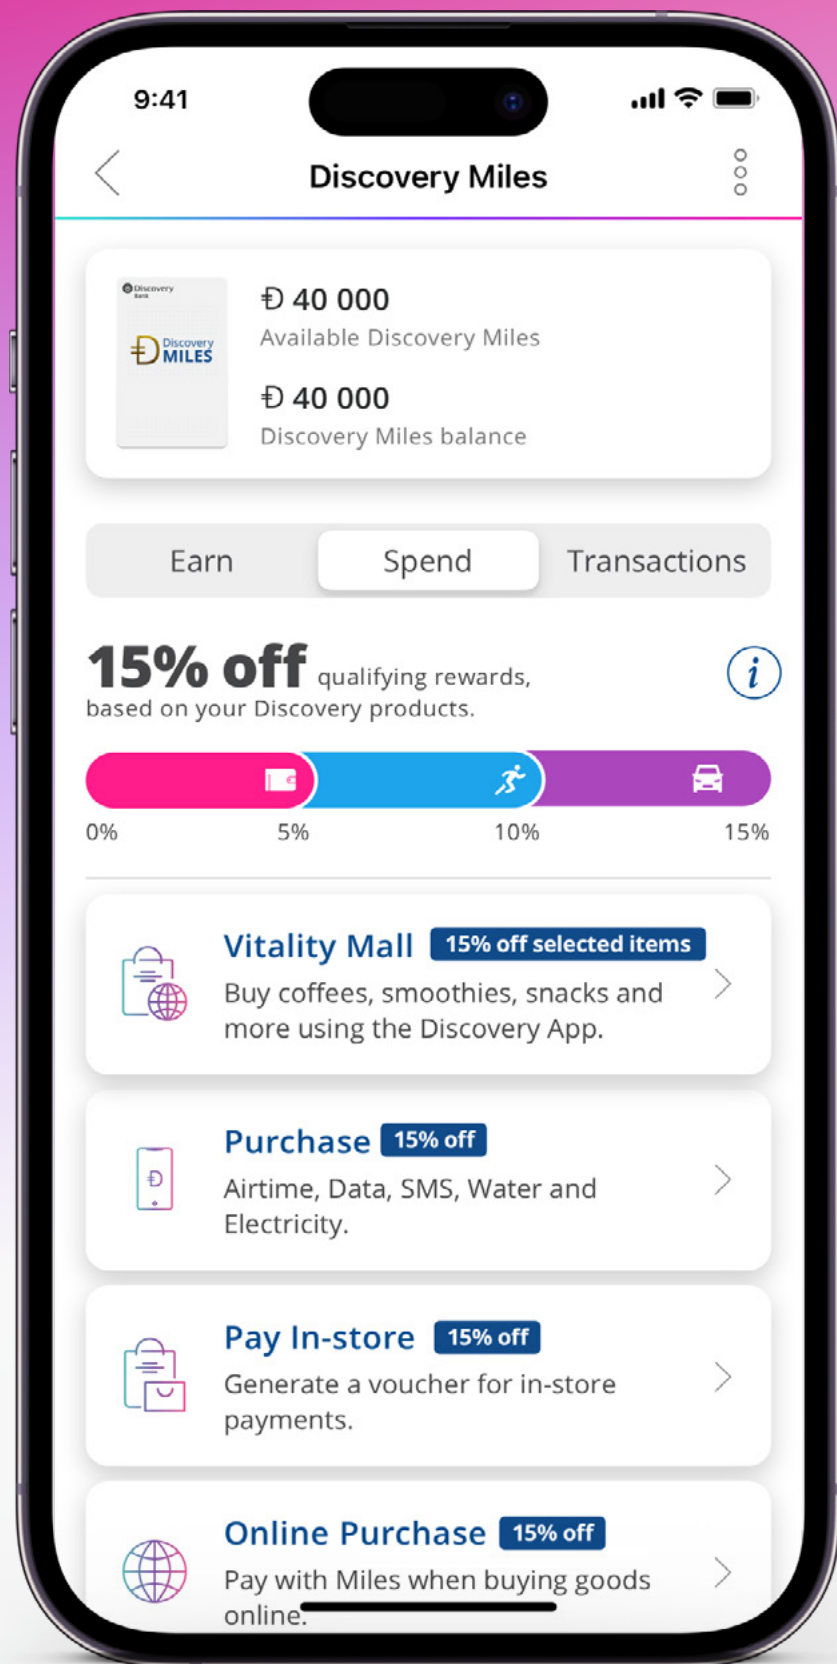 9:41
Discovery Miles
Discovery
Bank
Discovery
MILES
Đ 40 000
Available Discovery Miles
Đ 40 000
Discovery Miles balance
Earn
Spend
Transactions
15% off qualifying rewards,
based on your Discovery products.
i
0%
5%
10%
15%
Vitality Mall 15% off selected items
Buy coffees, smoothies, snacks and
more using the Discovery App.
Purchase 15% off
Airtime, Data, SMS, Water and
Electricity.
Pay In-store 15% off
Generate a voucher for in-store
payments.
Online Purchase 15% off
Pay with Miles when buying goods
online.